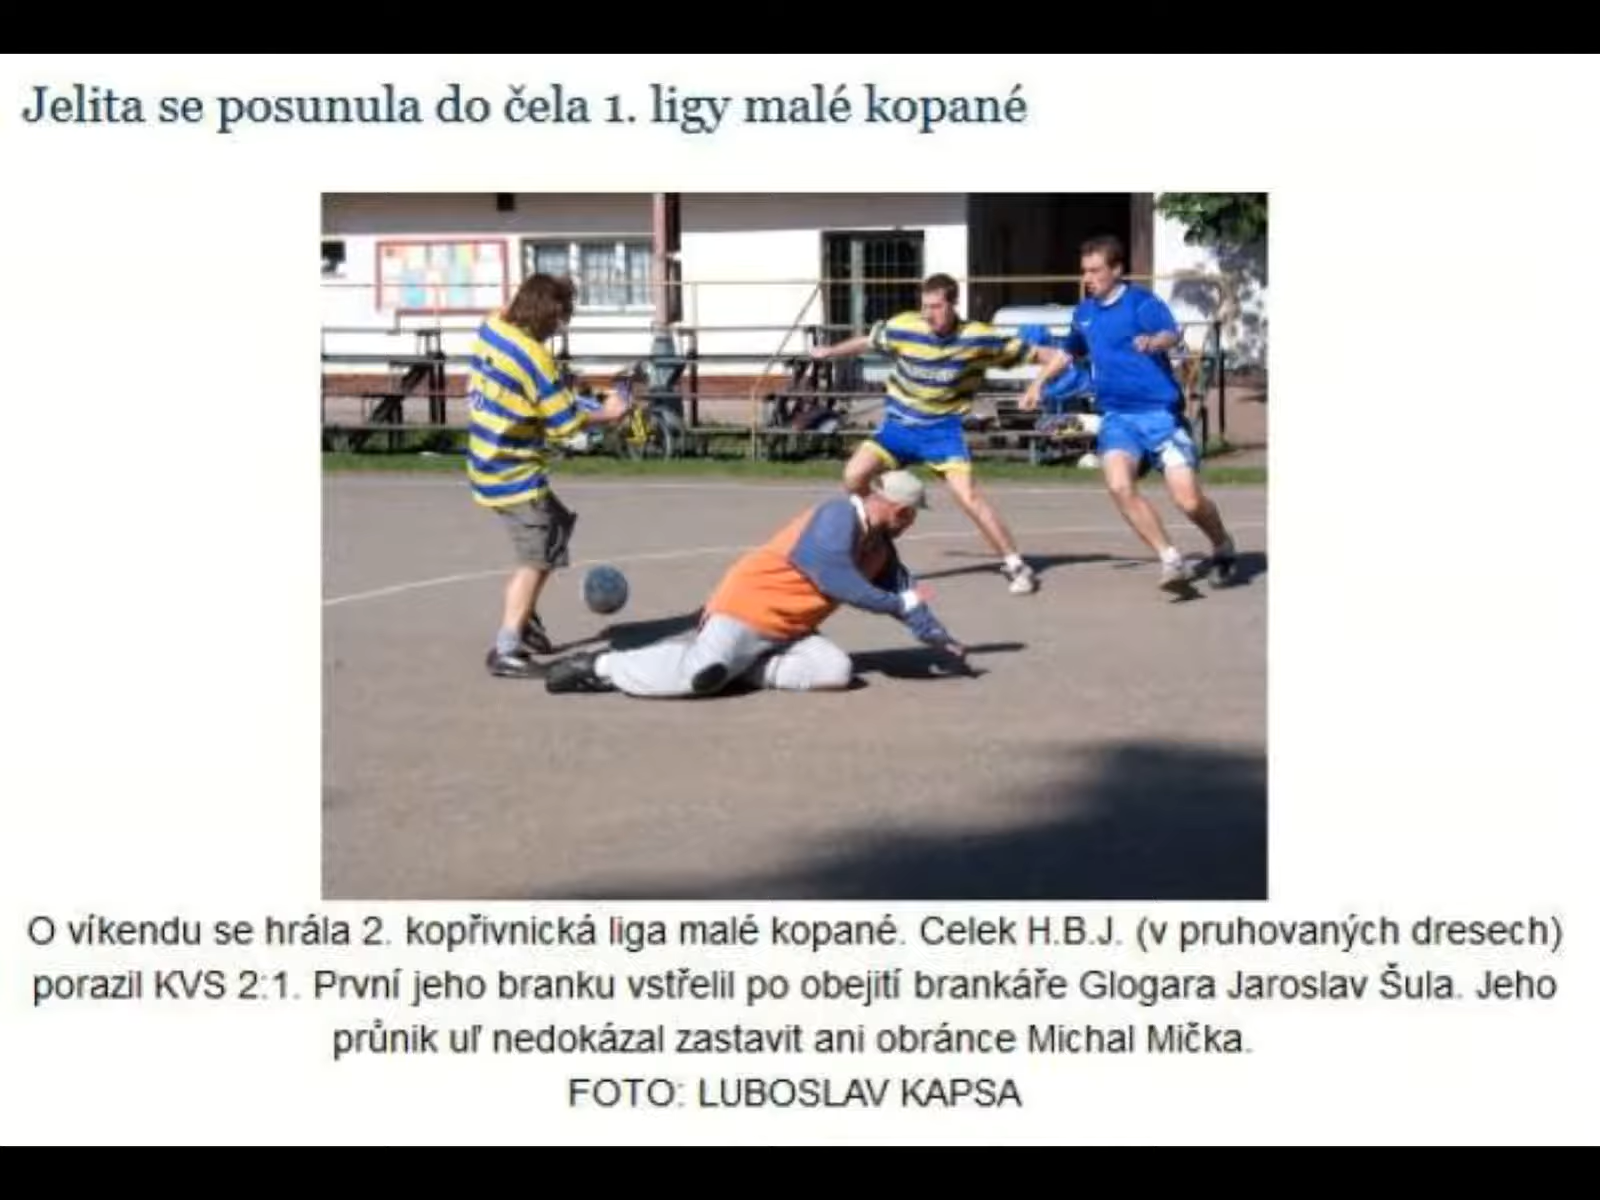 Jelita se posunula do čela 1. ligy malé kopané
O víkendu se hrála 2. kopřivnická liga malé kopané. Celek H.B.J. (v pruhovaných dresech)
porazil KVS 2:1. První jeho branku vstřelil po obejití brankáře Glogara Jaroslav Šula. Jeho
průnik uľ nedokázal zastavit ani obránce Michal Mička.
FOTO: LUBOSLAV KAPSA